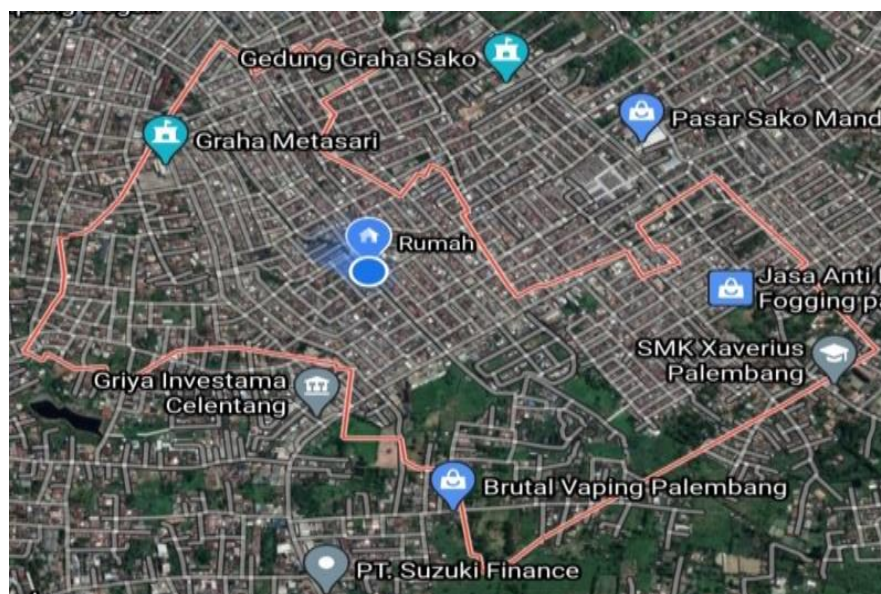 Gedung Graha Sako
Pasar Sako Mand
Graha Metasari
Rumah
Jasa Anti
Fogging pa
SMK Xaverius
Palembang
Griya Investama
Celentang
Brutal Vaping Palembang
PT. Suzuki Finance